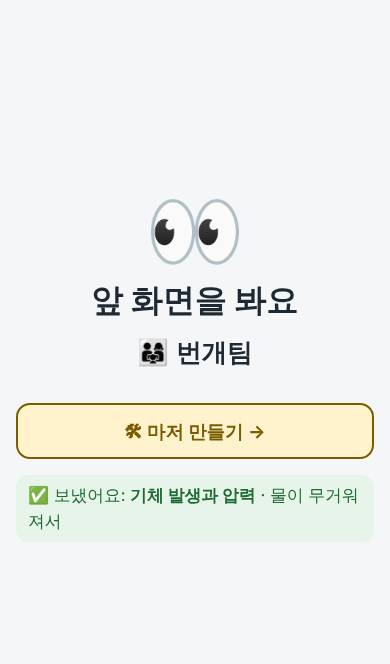 앞 화면을 봐요
번개팀
마저 만들기 →
보냈어요: 기체 발생과 압력 · 물이 무거워
져서